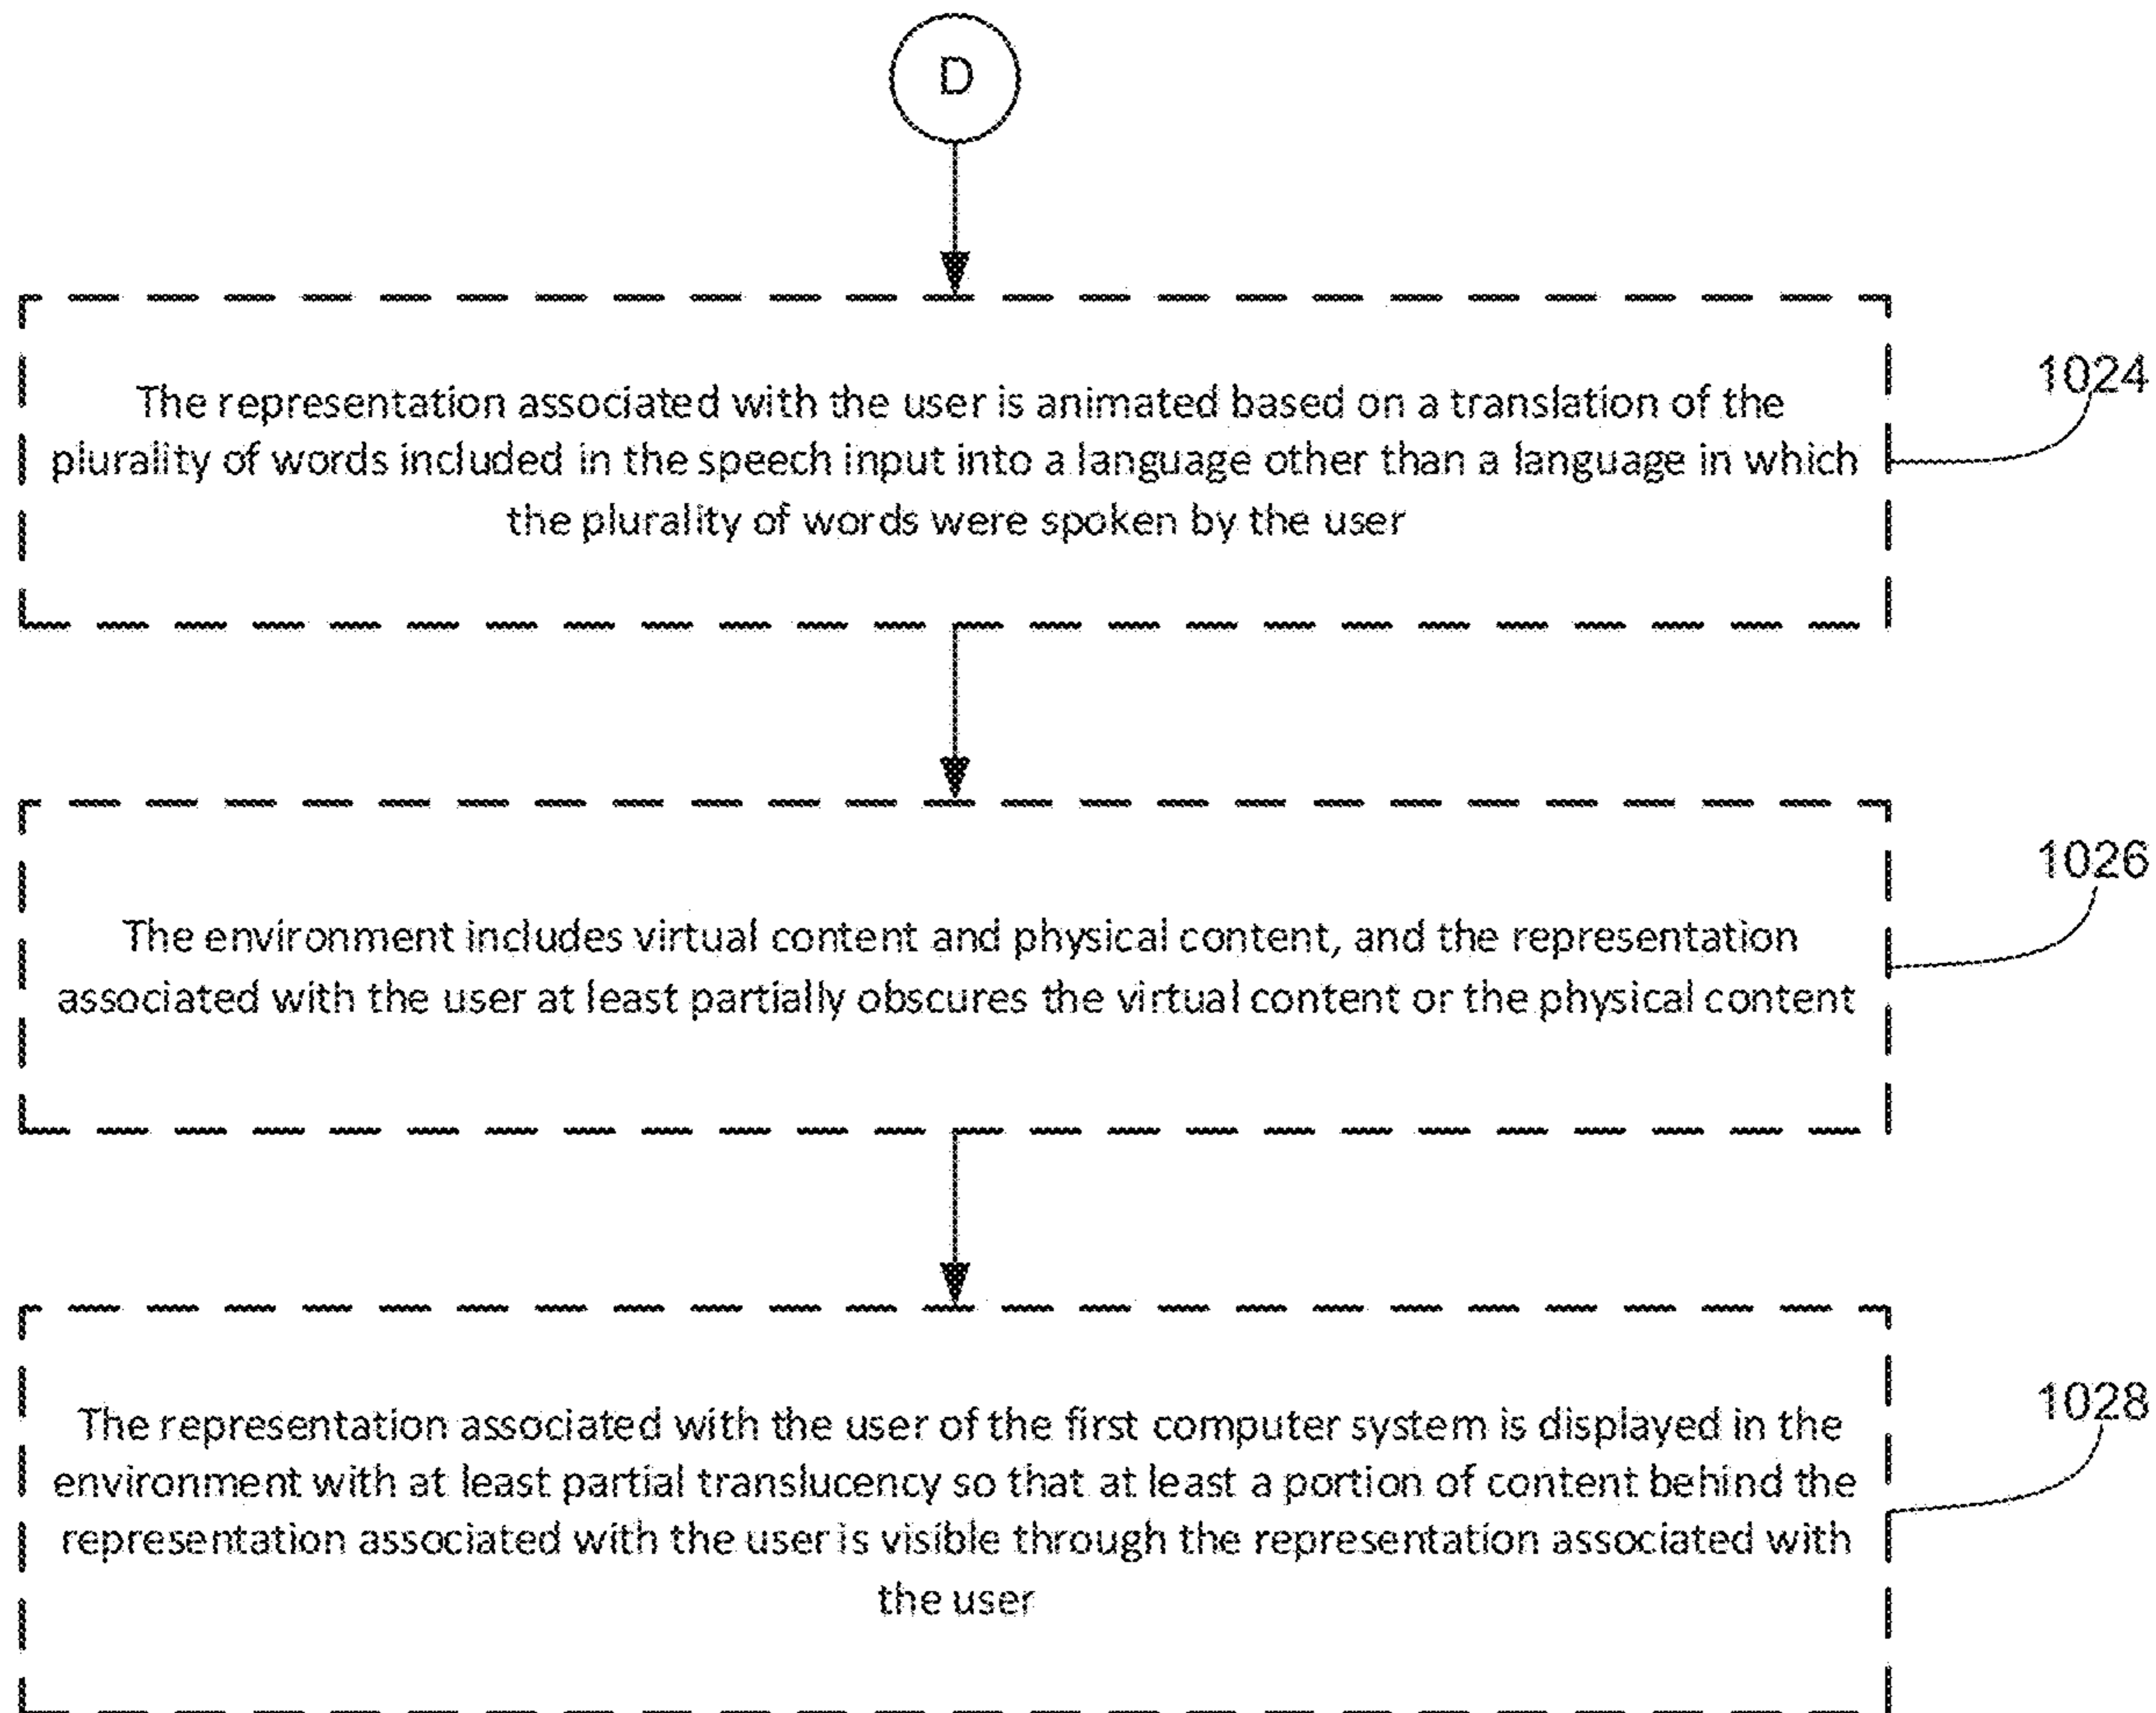 D
The representation associated with the user is animated based on a translation of the
plurality of words included in the speech input into a language other than a language in which
the plurality of words were spoken by the user
1024
The environment includes virtual content and physical content, and the representation
associated with the user at least partially obscures the virtual content or the physical content
1026
The representation associated with the user of the first computer system is displayed in the
environment with at least partial translucency so that at least a portion of content behind the
representation associated with the user is visible through the representation associated with
the user
1028